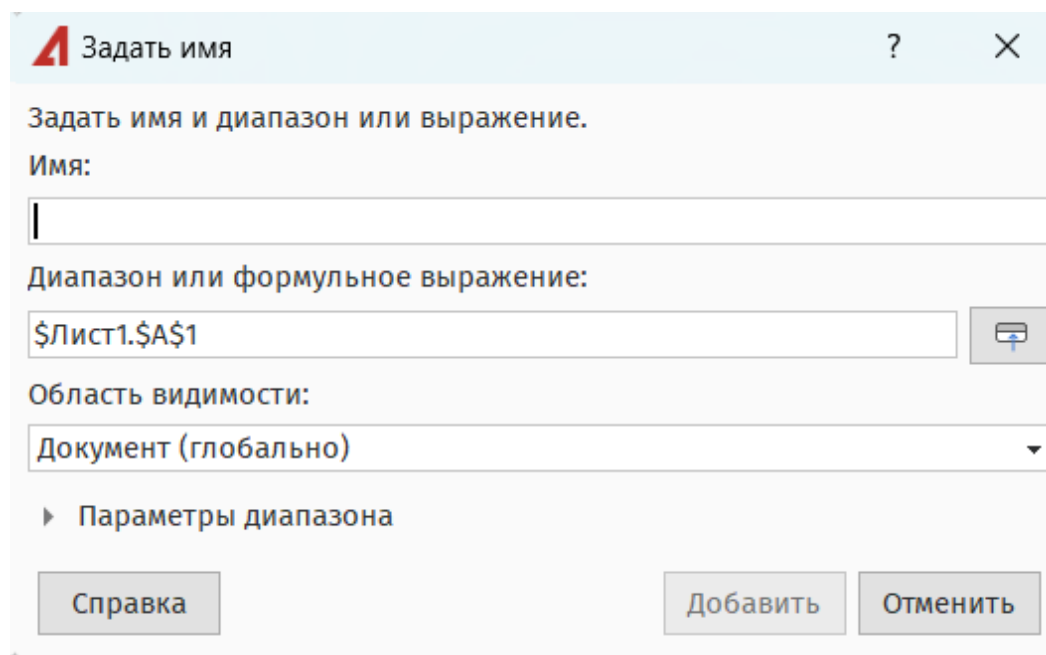 Задать имя ?
Задать имя и диапазон или выражение.
Имя:
Диапазон или формульное выражение:
$Лист1.$A$1
Область видимости:
Документ (глобально)
Параметры диапазона
Справка Добавить Отменить